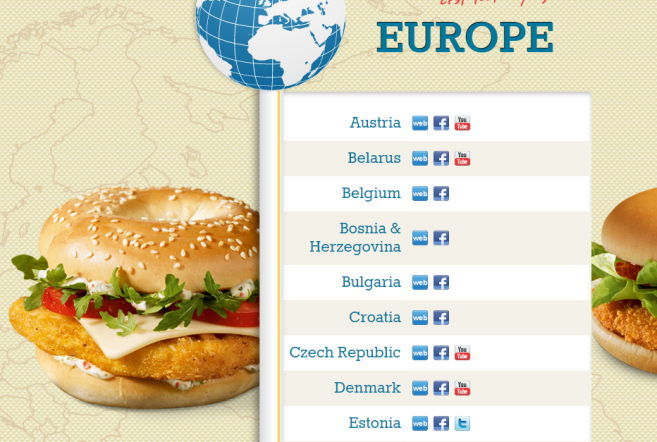 EUROPE
Austria web f You Tube
Belarus web f You Tube
Belgium web f
Bosnia &
Herzegovina web f
Bulgaria web f
Croatia web f
Czech Republic web f You Tube
Denmark web f You Tube
Estonia web f t